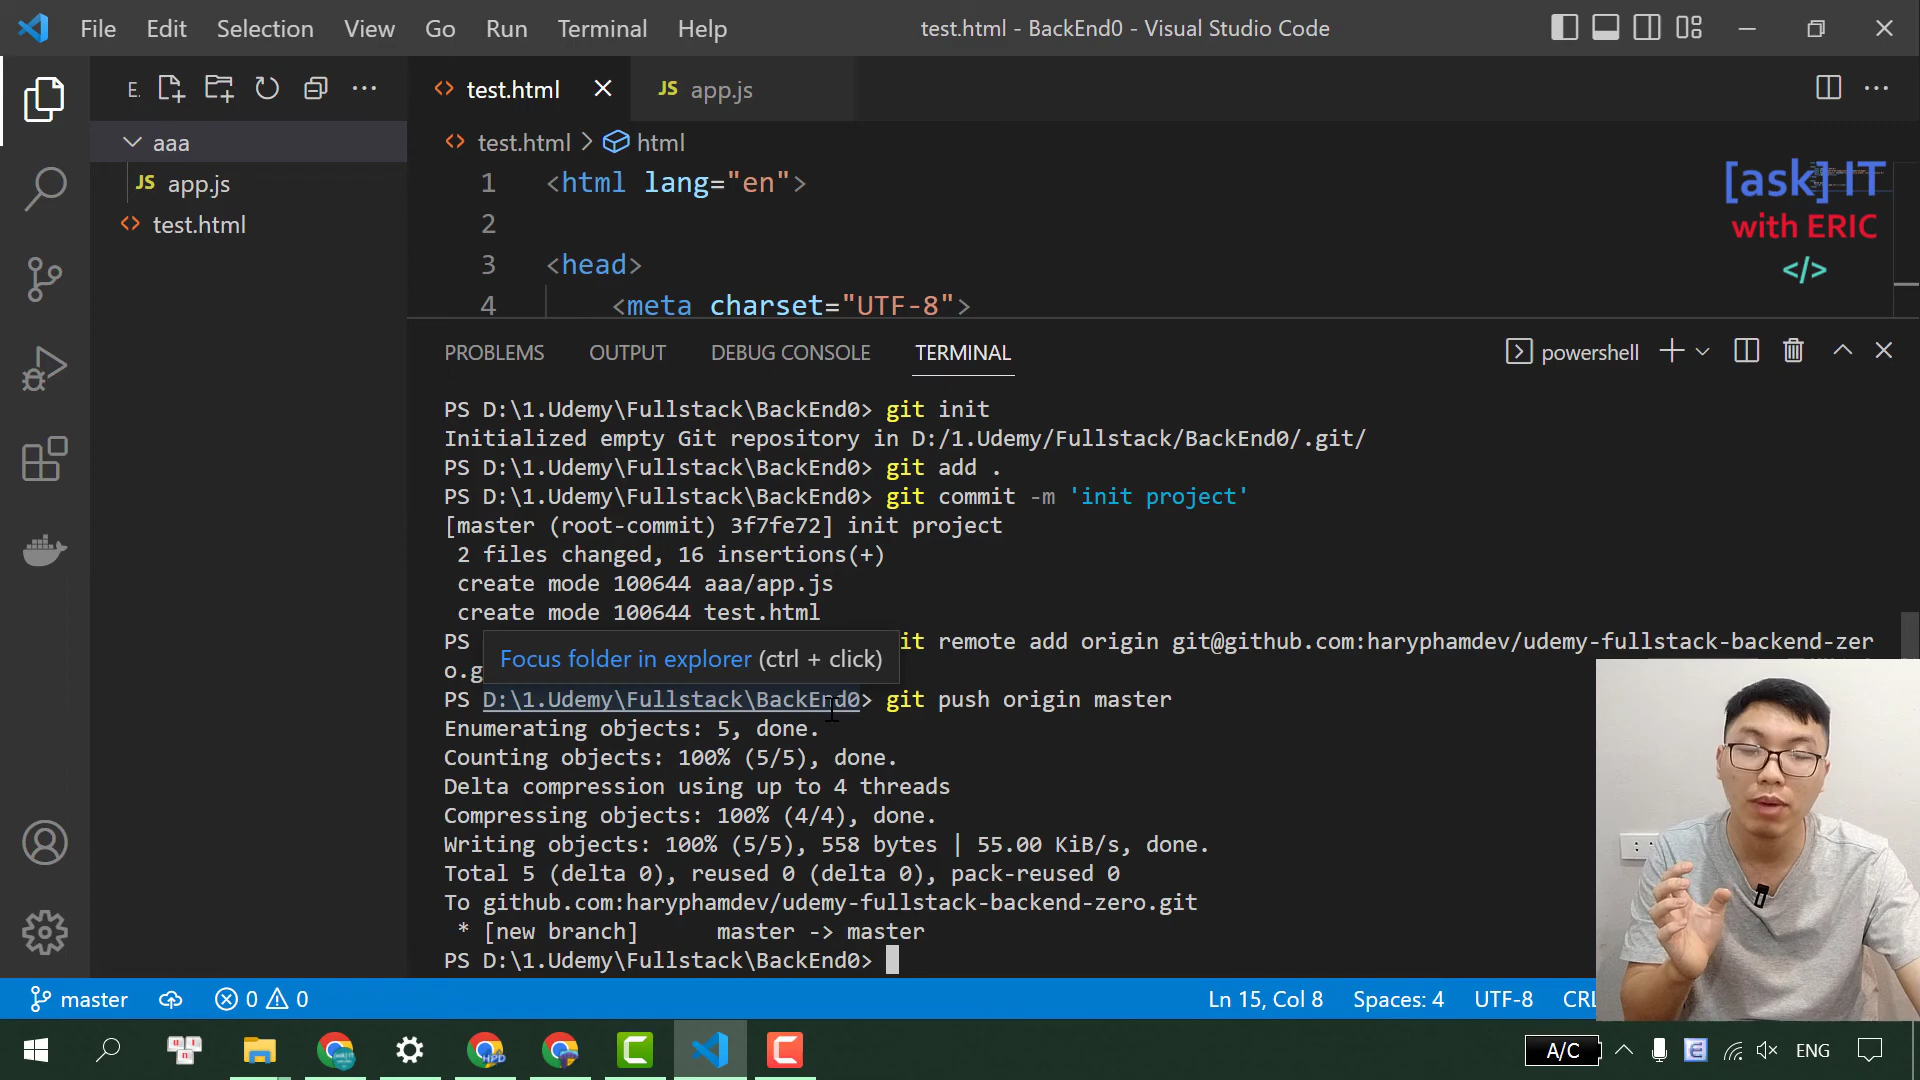 File Edit Selection View Go Run Terminal Help test.html - BackEnd0 - Visual Studio Code
E.
test.html JS app.js
aaa
JS app.js
test.html
test.html > html
1 <html lang="en">
2
3 <head>
4 <meta charset="UTF-8">
[ask] IT
with ERIC
</>
PROBLEMS OUTPUT DEBUG CONSOLE TERMINAL powershell
PS D:\1.Udemy\Fullstack\BackEnd0> git init
Initialized empty Git repository in D:/1.Udemy/Fullstack/BackEnd0/.git/
PS D:\1.Udemy\Fullstack\BackEnd0> git add .
PS D:\1.Udemy\Fullstack\BackEnd0> git commit -m 'init project'
[master (root-commit) 3f7fe72] init project
2 files changed, 16 insertions(+)
create mode 100644 aaa/app.js
create mode 100644 test.html
PS it remote add origin git@github.com:haryphamdev/udemy-fullstack-backend-zer
o.g
Focus folder in explorer (ctrl + click)
PS D:\1.Udemy\Fullstack\BackEnd0> git push origin master
Enumerating objects: 5, done.
Counting objects: 100% (5/5), done.
Delta compression using up to 4 threads
Compressing objects: 100% (4/4), done.
Writing objects: 100% (5/5), 558 bytes | 55.00 KiB/s, done.
Total 5 (delta 0), reused 0 (delta 0), pack-reused 0
To github.com:haryphamdev/udemy-fullstack-backend-zero.git
* [new branch] master -> master
PS D:\1.Udemy\Fullstack\BackEnd0>
master 0 0 Ln 15, Col 8 Spaces: 4 UTF-8 CRL
HPD A/C ENG